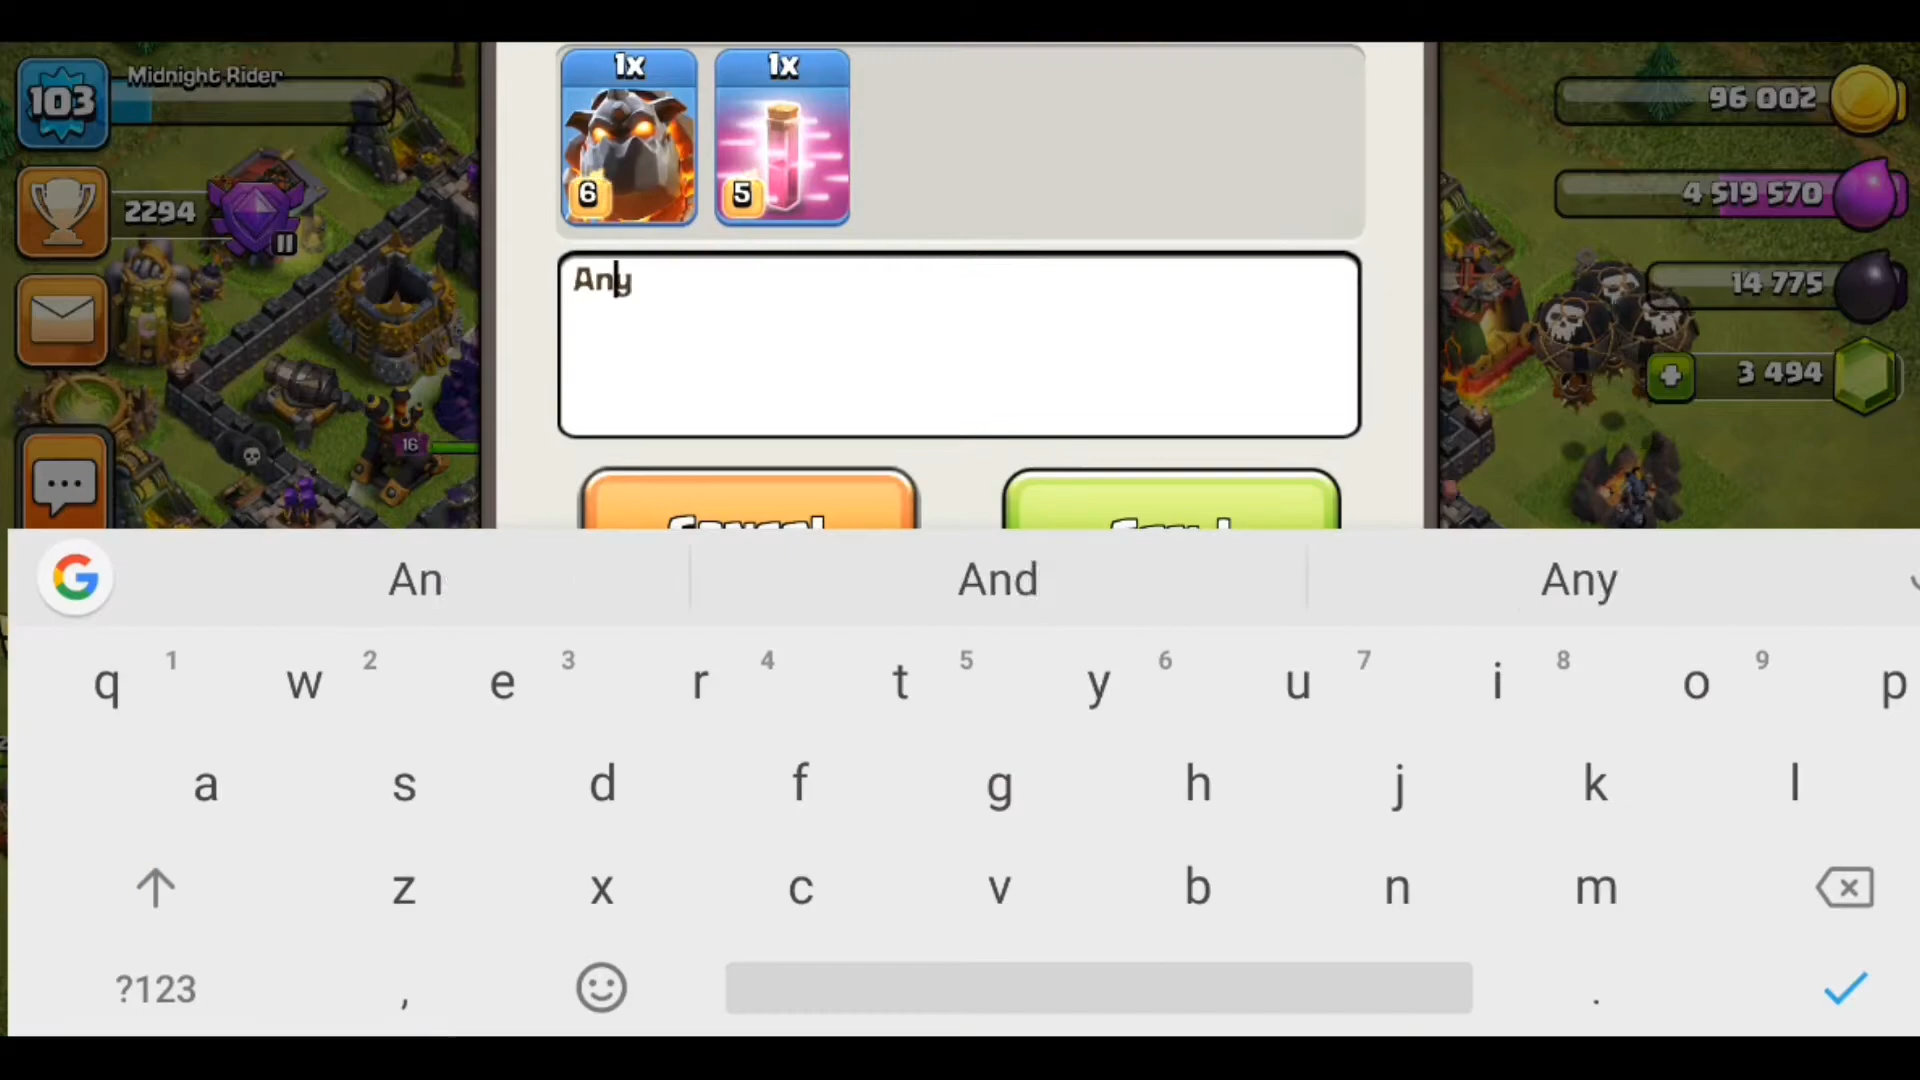 103
Midnight Rider
2294
1x
1x
6
5
Any
96 002
4 519 570
14 775
3 494
16
An
And
Any
q 1 w 2 e 3 r 4 t 5 y 6 u 7 i 8 o 9 p
a s d f g h j k l
z x c v b n m
?123 , .